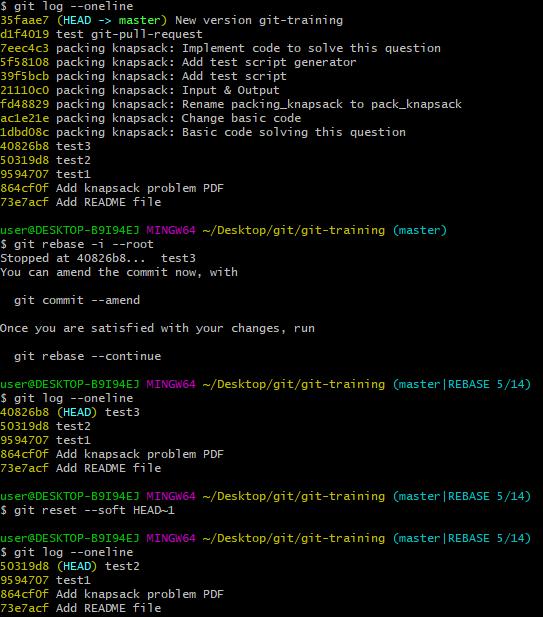 $ git log --oneline
35faae7 (HEAD -> master) New version git-training
d1f4019 test git-pull-request
7eec4c3 packing knapsack: Implement code to solve this question
5f58108 packing knapsack: Add test script generator
39f5bcb packing knapsack: Add test script
21110c0 packing knapsack: Input & Output
fd48829 packing knapsack: Rename packing_knapsack to pack_knapsack
ac1e21e packing knapsack: Change basic code
1dbd08c packing knapsack: Basic code solving this question
40826b8 test3
50319d8 test2
9594707 test1
864cf0f Add knapsack problem PDF
73e7acf Add README file
user@DESKTOP-B9I94EJ MINGW64 ~/Desktop/git/git-training (master)
$ git rebase -i --root
Stopped at 40826b8...  test3
You can amend the commit now, with
  git commit --amend
Once you are satisfied with your changes, run
  git rebase --continue
user@DESKTOP-B9I94EJ MINGW64 ~/Desktop/git/git-training (master|REBASE 5/14)
$ git log --oneline
40826b8 (HEAD) test3
50319d8 test2
9594707 test1
864cf0f Add knapsack problem PDF
73e7acf Add README file
user@DESKTOP-B9I94EJ MINGW64 ~/Desktop/git/git-training (master|REBASE 5/14)
$ git reset --soft HEAD~1
user@DESKTOP-B9I94EJ MINGW64 ~/Desktop/git/git-training (master|REBASE 5/14)
$ git log --oneline
50319d8 (HEAD) test2
9594707 test1
864cf0f Add knapsack problem PDF
73e7acf Add README file